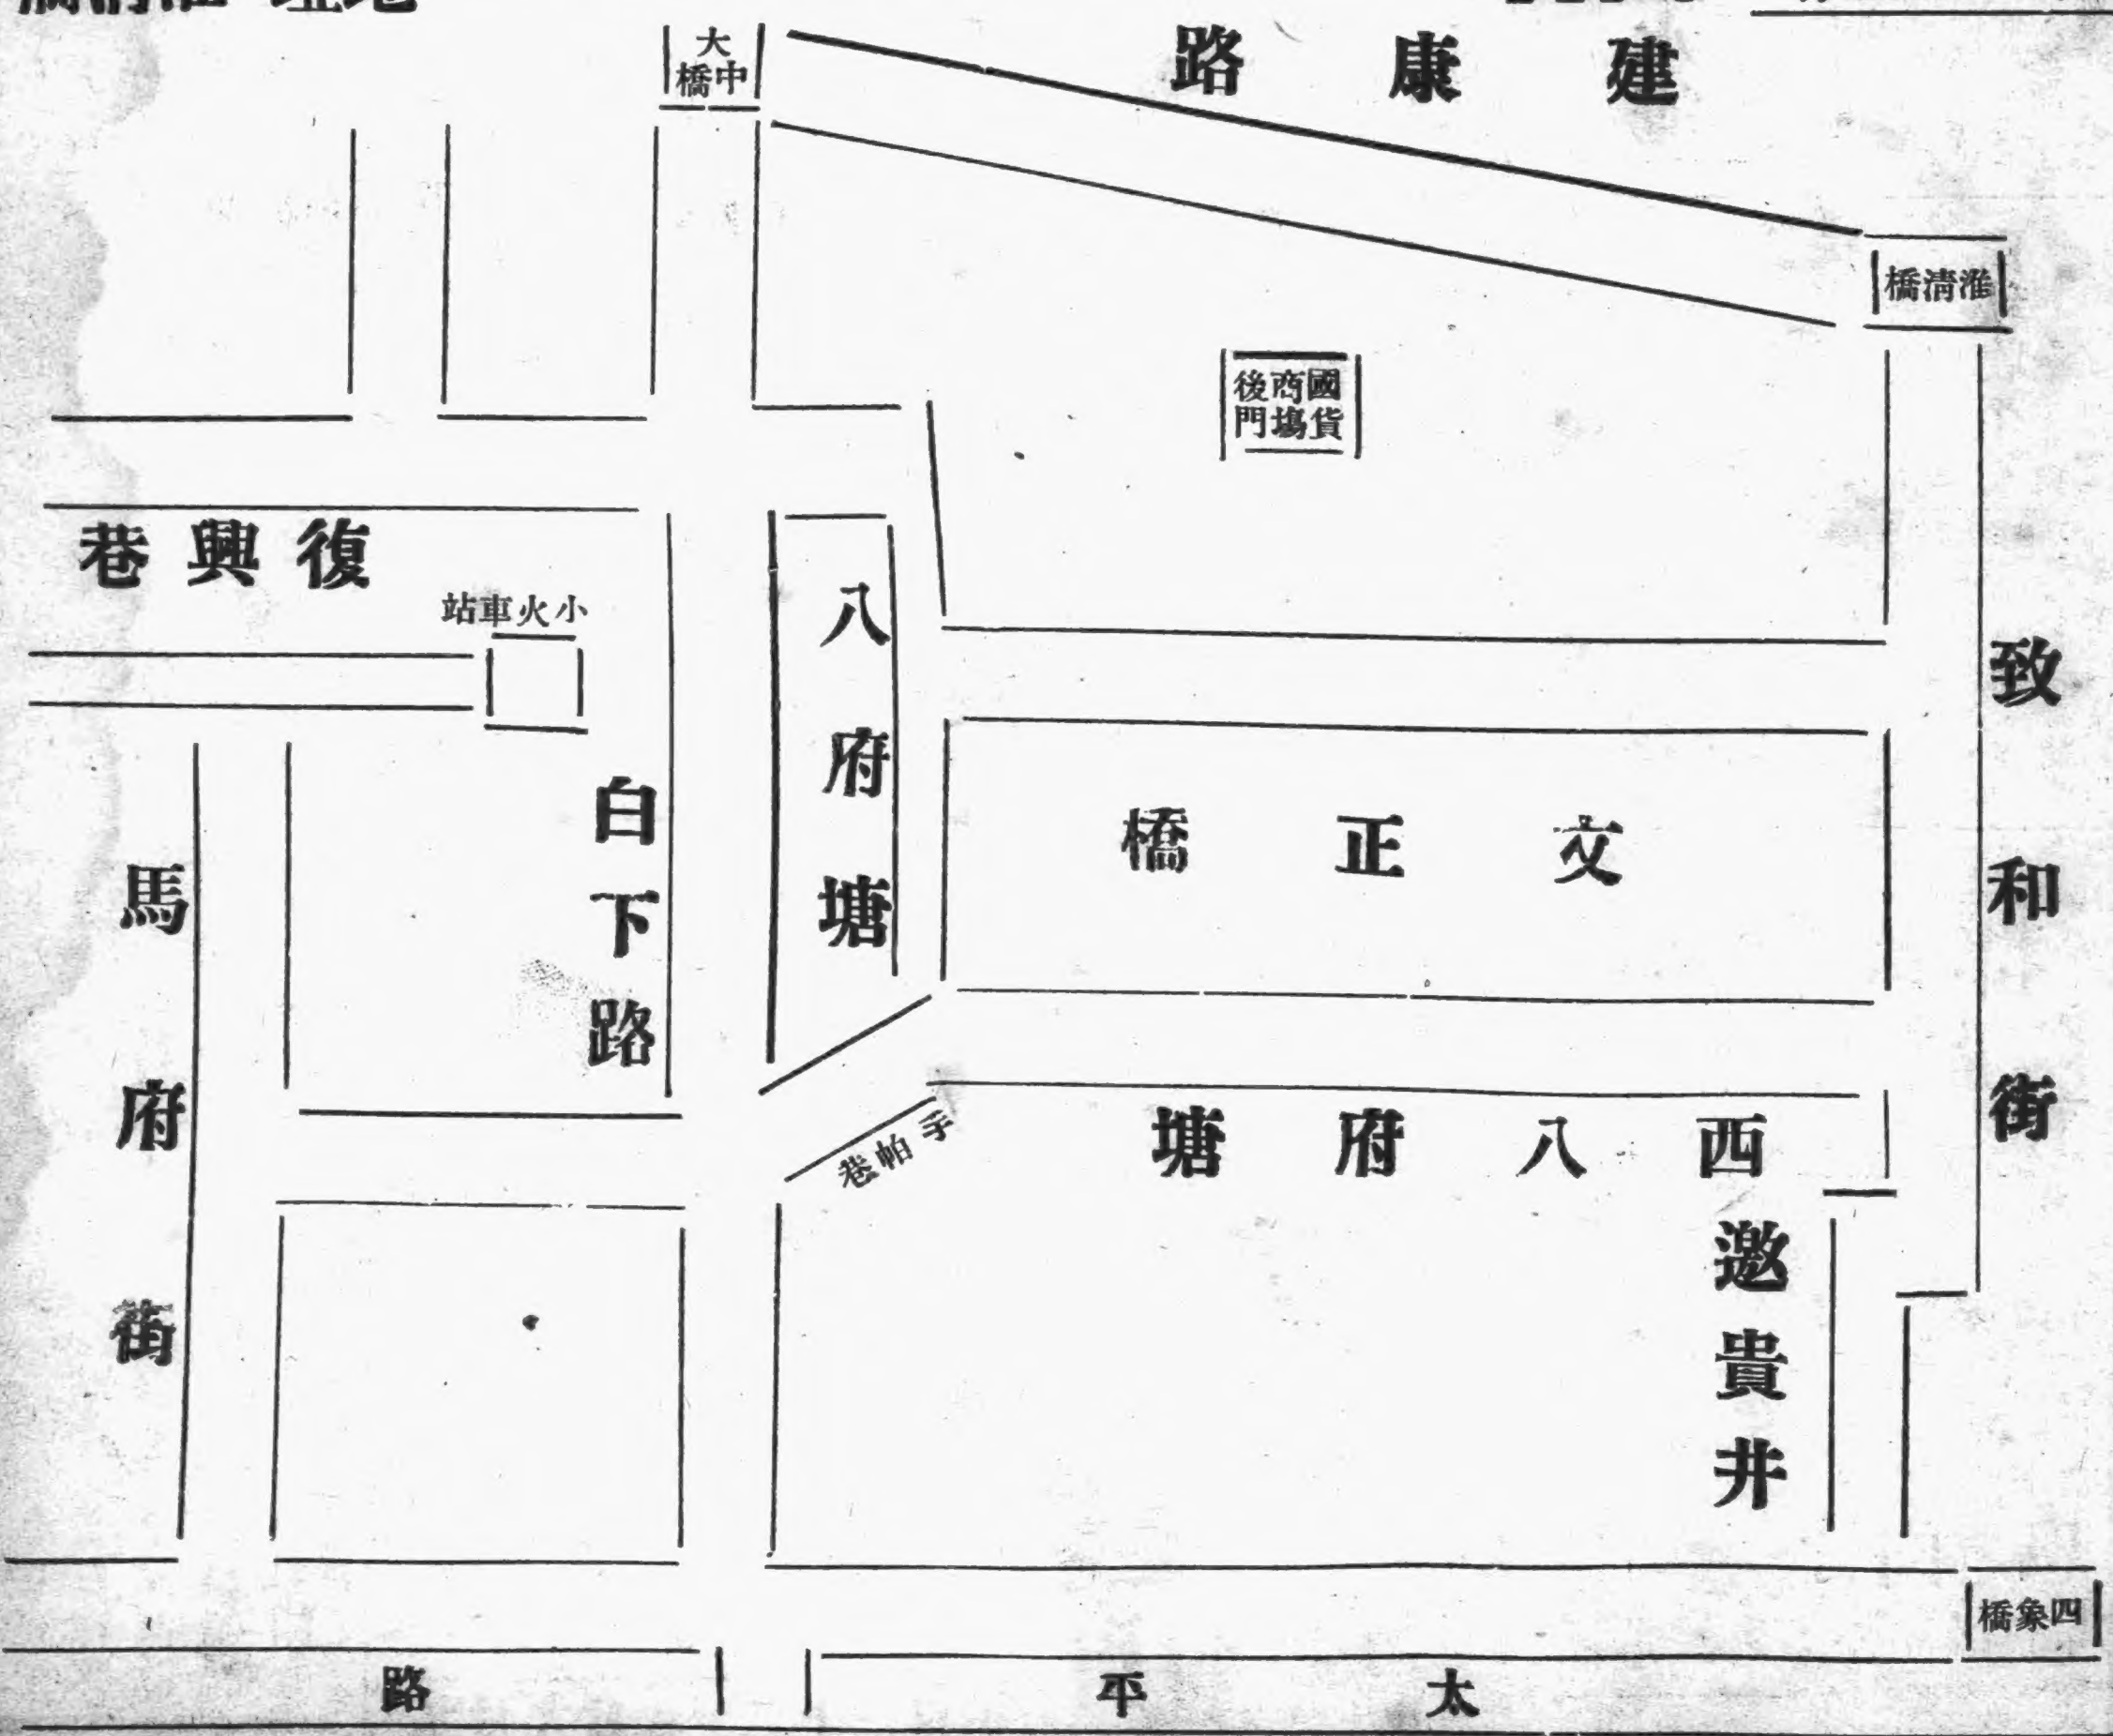 建康路
大中橋
淮清橋
國貨商場後門
復興巷
小火車站
八府塘
致和街
白下路
文正橋
馬府街
手帕巷
西八府塘
邀貴井
四象橋
太平路